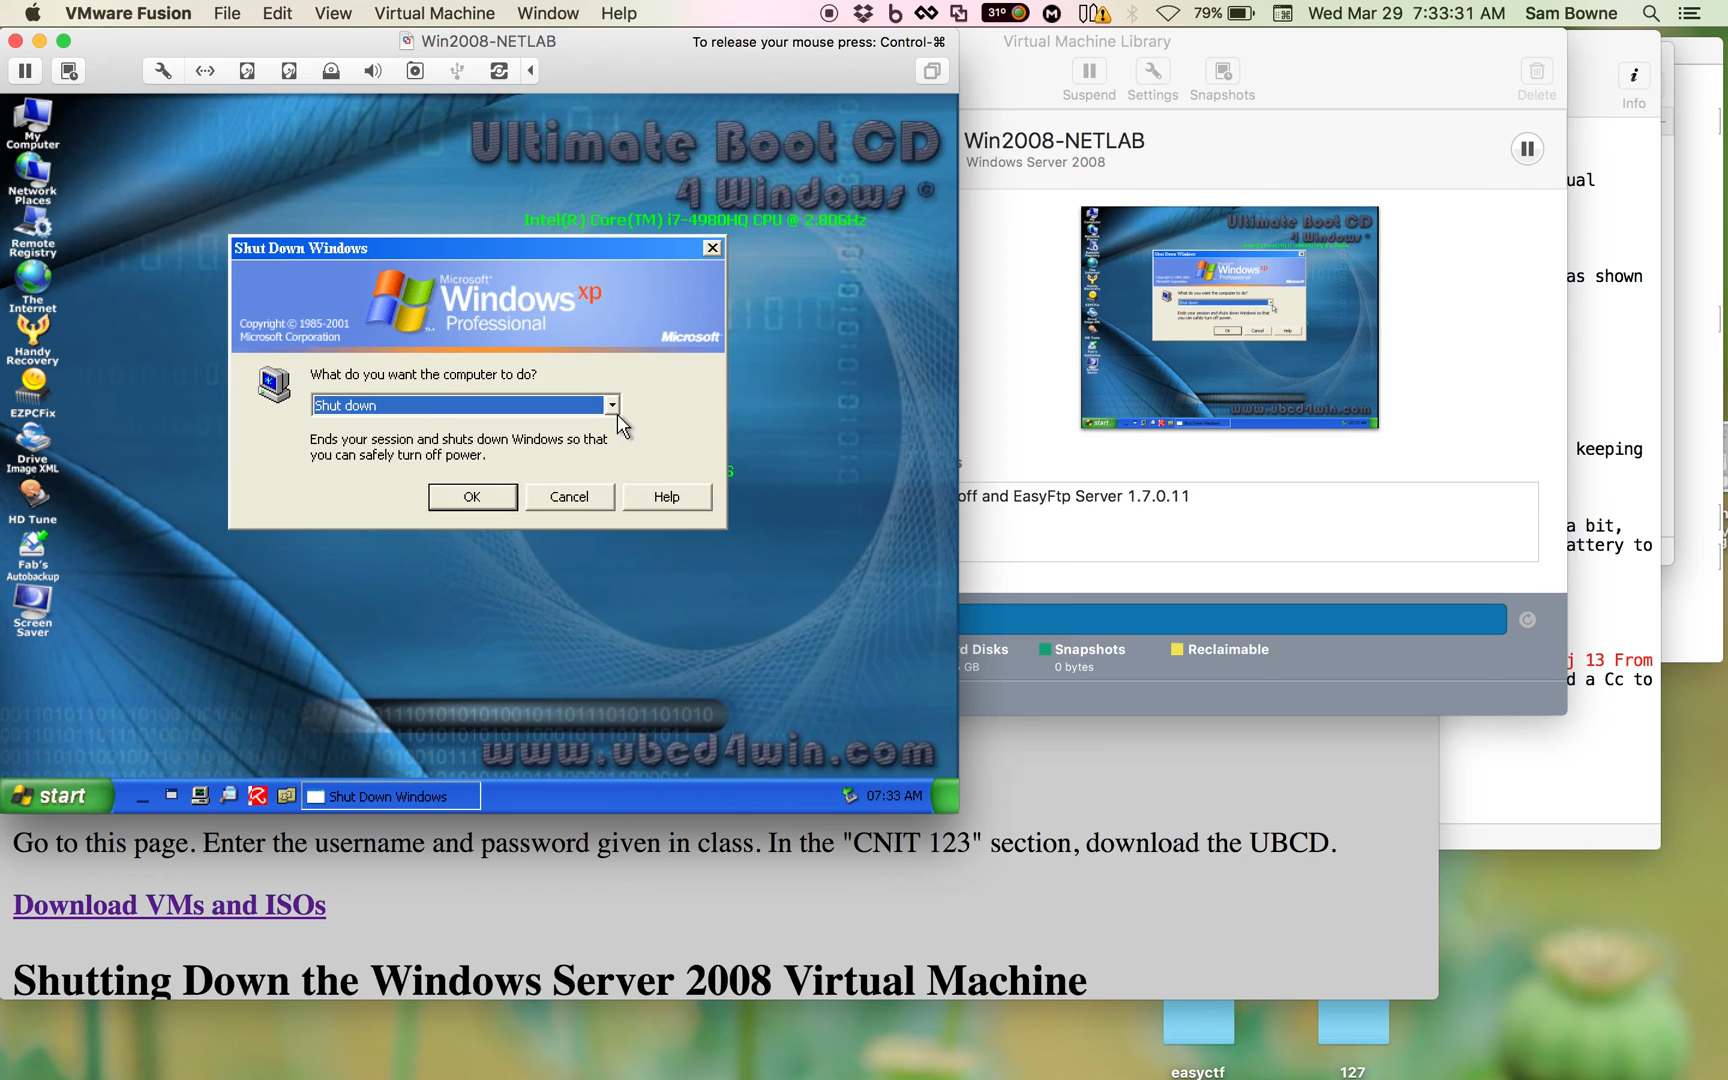 VMware Fusion File Edit View Virtual Machine Window Help
31° 79% Wed Mar 29 7:33:31 AM Sam Bowne
Win2008-NETLAB
To release your mouse press: Control-⌘
Virtual Machine Library
Suspend Settings Snapshots
Delete
Info
Ultimate Boot CD
4 Windows ®
Intel(R) Core(TM) i7-4980HQ CPU @ 2.80GHz
My
Computer
Network
Places
Remote
Registry
The
Internet
Handy
Recovery
EZPCFix
Drive
Image XML
HD Tune
Fab's
Autobackup
Screen
Saver
Shut Down Windows
Microsoft®
Windows xp
Professional
Copyright © 1985-2001
Microsoft Corporation
Microsoft®
What do you want the computer to do?
Shut down
Ends your session and shuts down Windows so that
you can safely turn off power.
OK Cancel Help
6
www.ubcd4win.com
start
Shut Down Windows
07:33 AM
Win2008-NETLAB
Windows Server 2008
off and EasyFtp Server 1.7.0.11
d Disks
GB
Snapshots
0 bytes
Reclaimable
ual
as shown
keeping
a bit,
attery to
j 13 From
d a Cc to
Go to this page. Enter the username and password given in class. In the "CNIT 123" section, download the UBCD.
Download VMs and ISOs
Shutting Down the Windows Server 2008 Virtual Machine
easyctf
127